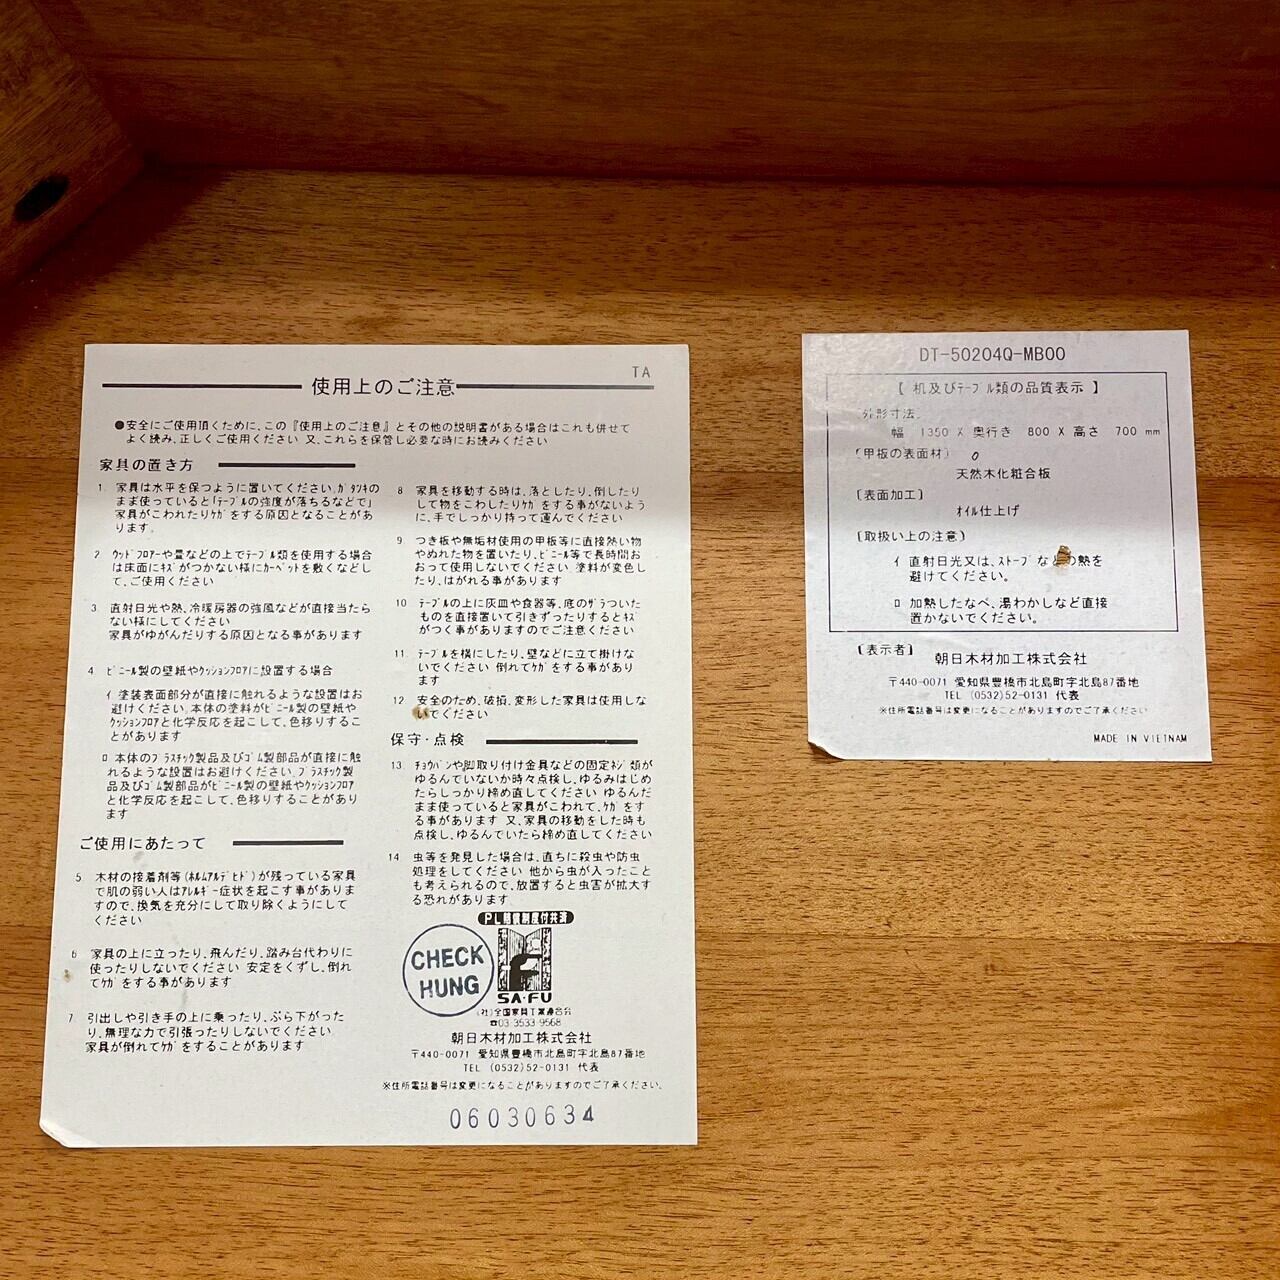 TA
使用上のご注意
●安全にご使用頂くために、この『使用上のご注意』とその他の説明書がある場合はこれも併せて
よく読み、正しくご使用ください 又、これらを保管し必要な時にお読みください
家具の置き方
1. 家具は水平を保つように置いてください。ガタツキの
まま使っていると「テーブルの強度が落ちるなどで」
家具がこわれたりケガをする原因となることがあ
ります。
2. ウッドフロアーや畳などの上でテーブル類を使用する場合
は床面にキズがつかない様にカーペットを敷くなどし
て、ご使用ください
3. 直射日光や熱、冷暖房器の強風などが直接当たら
ない様にしてください
家具がゆがんだりする原因となる事があります
4 ビニール製の壁紙やクッションフロアに設置する場合
イ 塗装表面部分が直接に触れるような設置はお
避けください。本体の塗料がビニール製の壁紙や
クッションフロアと化学反応を起こして、色移りするこ
とがあります
ロ 本体のプラスチック製品及びゴム製部品が直接に触
れるような設置はお避けください。プラスチック製
品及びゴム製部品がビニール製の壁紙やクッションフロア
と化学反応を起こして、色移りすることがあり
ます
ご使用にあたって
5 木材の接着剤等(ホルムアルデヒド)が残っている家具
で肌の弱い人はアレルギー症状を起こす事がありま
すので、換気を充分にして取り除くようにして
ください
6 家具の上に立ったり、飛んだり、踏み台代わりに
使ったりしないでください 安定をくずし、倒れ
てケガをする事があります
7. 引出しや引き手の上に乗ったり、ぶら下がった
り、無理な力で引張ったりしないでください
家具が倒れてケガをすることがあります
8 家具を移動する時は、落としたり、倒したり
して物をこわしたりケガをする事がないよう
に、手でしっかり持って運んでください
9. つき板や無垢材使用の甲板等に直接熱い物
やぬれた物を置いたり、ビニール等で長時間お
おって使用しないでください。塗料が変色し
たり、はがれる事があります
10 テーブルの上に灰皿や食器等、底のザラついた
ものを直接置いて引きずったりするとキズ
がつく事がありますのでご注意ください
11. テーブルを横にしたり、壁などに立て掛けな
いでください 倒れてケガをする事があり
ます
12 安全のため、破損、変形した家具は使用しな
いでください
保守・点検
13. チョウバンや脚取り付け金具などの固定ネジ類が
ゆるんでいないか時々点検し、ゆるみはじめ
たらしっかり締め直してください ゆるんだ
まま使っていると家具がこわれて、ケガをす
る事があります 又、家具の移動をした時も
点検し、ゆるんでいたら締め直してください
14. 虫等を発見した場合は、直ちに殺虫や防虫
処理をしてください 他から虫が入ったこと
も考えられるので、放置すると虫害が拡大す
る恐れがあります
PL賠償制度付共済
CHECK
HUNG
SA・FU
(社)全国家具工業連合会
☎03-3533-9568
朝日木材加工株式会社
〒440-0071 愛知県豊橋市北島町字北島87番地
TEL (0532)52-0131 代表
※住所電話番号は変更になることがありますのでご了承ください。
06030634
DT-50204Q-MB00
【 机及びテーブル類の品質表示 】
[外形寸法]
幅 1350 X 奥行き 800 X 高さ 700 mm
[甲板の表面材]
天然木化粧合板
[表面加工]
オイル仕上げ
[取扱い上の注意]
イ 直射日光又は、ストーブなどの熱を
避けてください。
ロ 加熱したなべ、湯わかしなど直接
置かないでください。
[表示者] 朝日木材加工株式会社
〒440-0071 愛知県豊橋市北島町字北島87番地
TEL (0532)52-0131 代表
※住所電話番号は変更になることがありますのでご了承ください
MADE IN VIETNAM